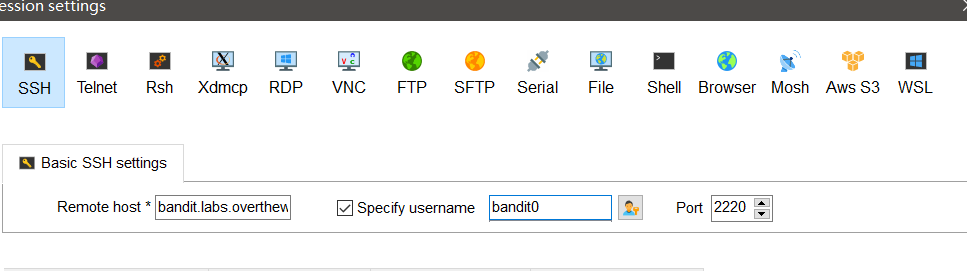 ession settings
SSH Telnet Rsh Xdmcp RDP VNC FTP SFTP Serial File Shell Browser Mosh Aws S3 WSL
Basic SSH settings
Remote host * bandit.labs.overthew Specify username bandit0 Port 2220